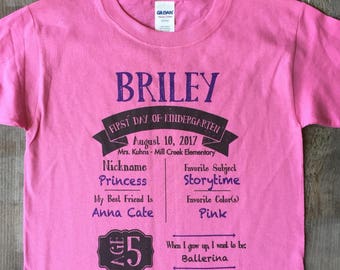 GILDAN
BRILEY
FIRST DAY OF KINDERGARTEN
August 10, 2017
Mrs. Kuhns - Mill Creek Elementary
Nickname
Princess
Favorite Subject
Storytime
My Best Friend Is
Anna Cate
Favorite Color(s)
Pink
AGE
5
When I grow up, I want to be:
Ballerina